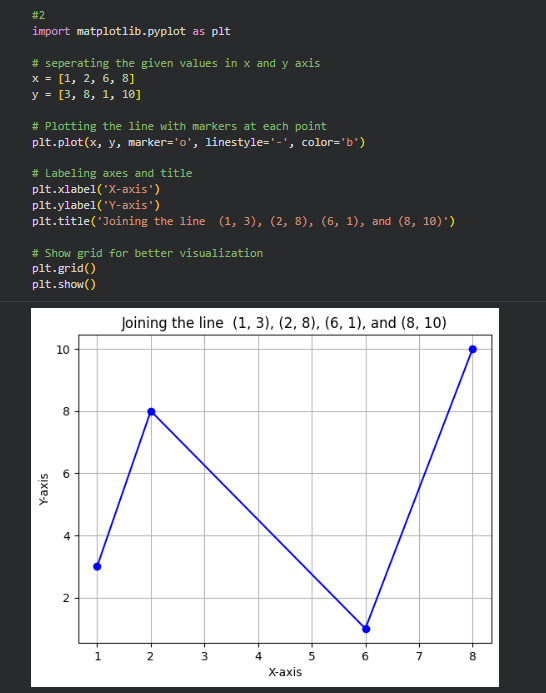 #2
import matplotlib.pyplot as plt
# seperating the given values in x and y axis
x = [1, 2, 6, 8]
y = [3, 8, 1, 10]
# Plotting the line with markers at each point
plt.plot(x, y, marker='o', linestyle='-', color='b')
# Labeling axes and title
plt.xlabel('X-axis')
plt.ylabel('Y-axis')
plt.title('Joining the line  (1, 3), (2, 8), (6, 1), and (8, 10)')
# Show grid for better visualization
plt.grid()
plt.show()
Joining the line  (1, 3), (2, 8), (6, 1), and (8, 10)
10
8
6
4
2
Y-axis
1 2 3 4 5 6 7 8
X-axis